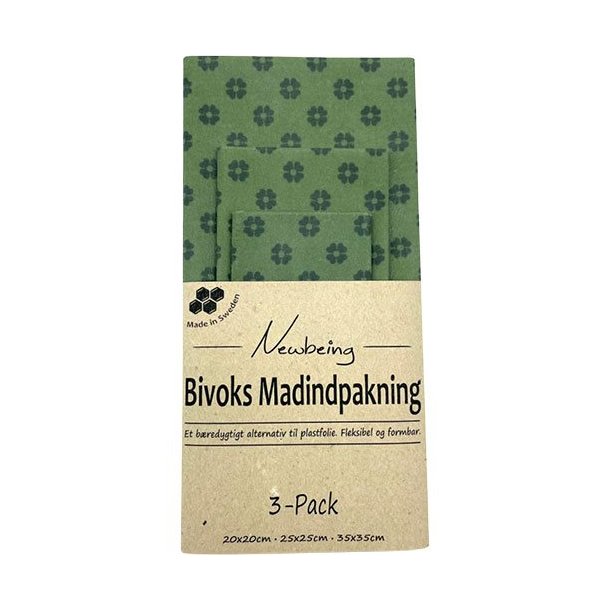 Made in Sweden
Newbeing
Bivoks Madindpakning
Et bæredygtigt alternativ til plastfolie. Fleksibel og formbar.
3-Pack
20x20cm · 25x25cm · 35x35cm